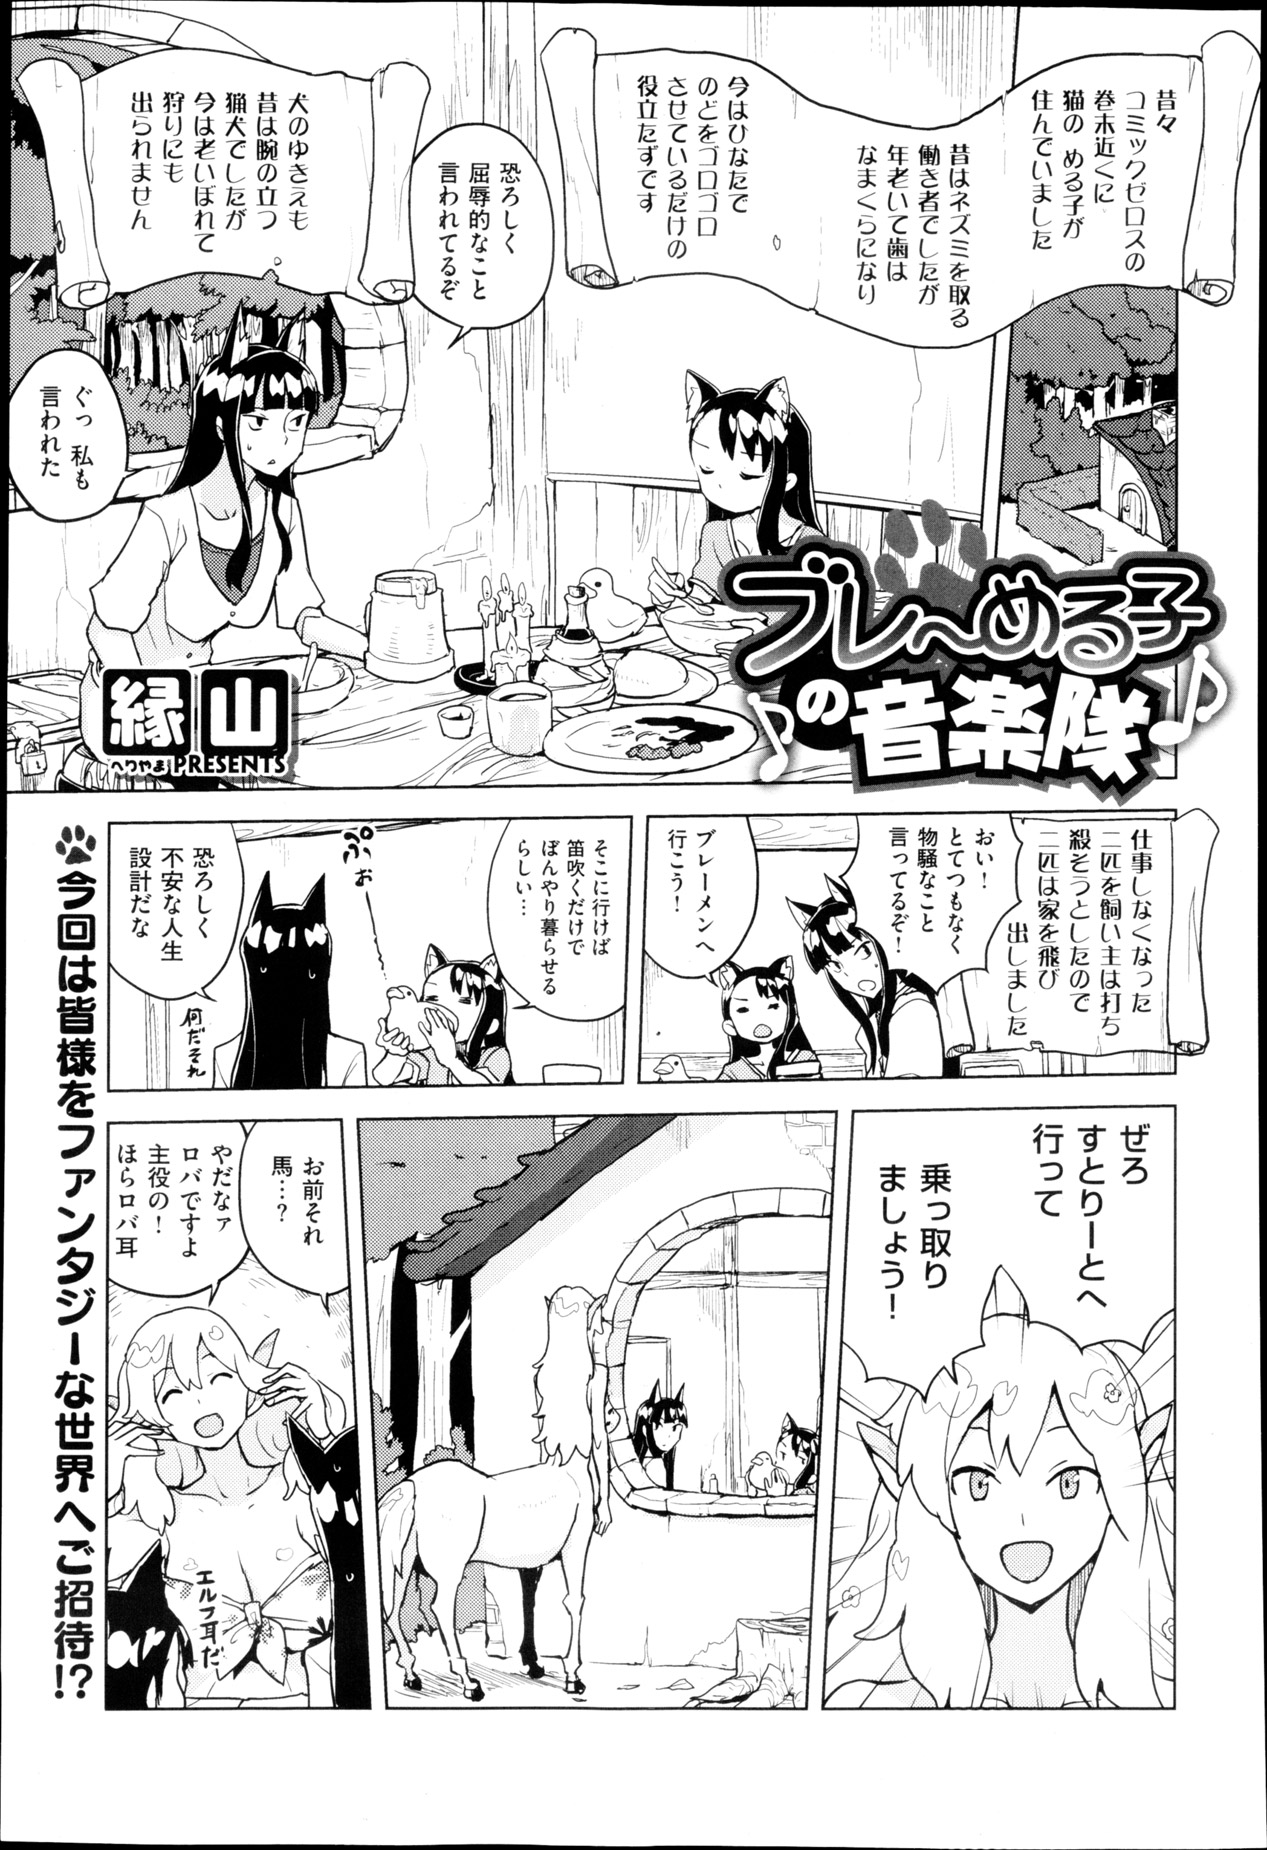 昔々
コミックゼロスの
巻末近くに
猫の める子が
住んでいました
昔はネズミを取る
働き者でしたが
年老いて歯は
なまくらになり
今はひなたで
のどをゴロゴロ
させているだけの
役立たずです
恐ろしく
屈辱的なこと
言われてるぞ
犬のゆきえも
昔は腕の立つ
猟犬でしたが
今は老いぼれて
狩りにも
出られません
ぐっ 私も
言われた
ブレ〜める子
の音楽隊
縁山
へりやま PRESENTS
仕事しなくなった
二匹を飼い主は打ち
殺そうとしたので
二匹は家を飛び
出しました
おい!
とてつもなく
物騒なこと
言ってるぞ!
ブレーメンへ
行こう!
そこに行けば
笛吹くだけで
ぼんやり暮らせる
らしい…
ぷぉー
恐ろしく
不安な人生
設計だな
何だそれ
ぜろ
すとりーとへ
行って
乗っ取り
ましょう!
お前それ
馬…?
やだなァ
ロバですよ
主役の!
ほらロバ耳
エルフ耳だ
今回は皆様をファンタジーな世界へご招待!?